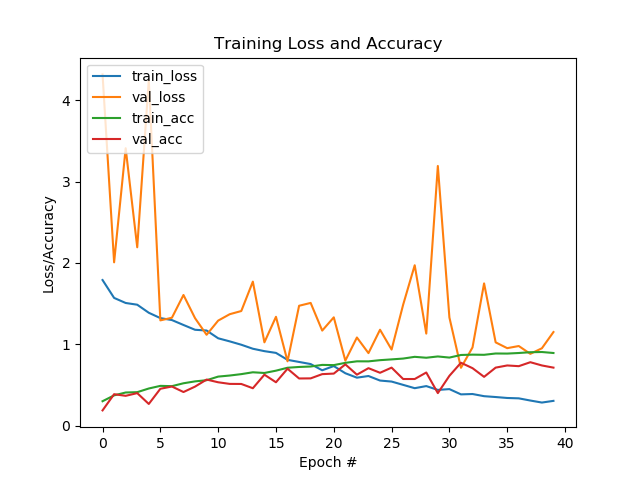 Training Loss and Accuracy
train_loss
val_loss
train_acc
val_acc
Loss/Accuracy
4
3
2
1
0
0 5 10 15 20 25 30 35 40
Epoch #